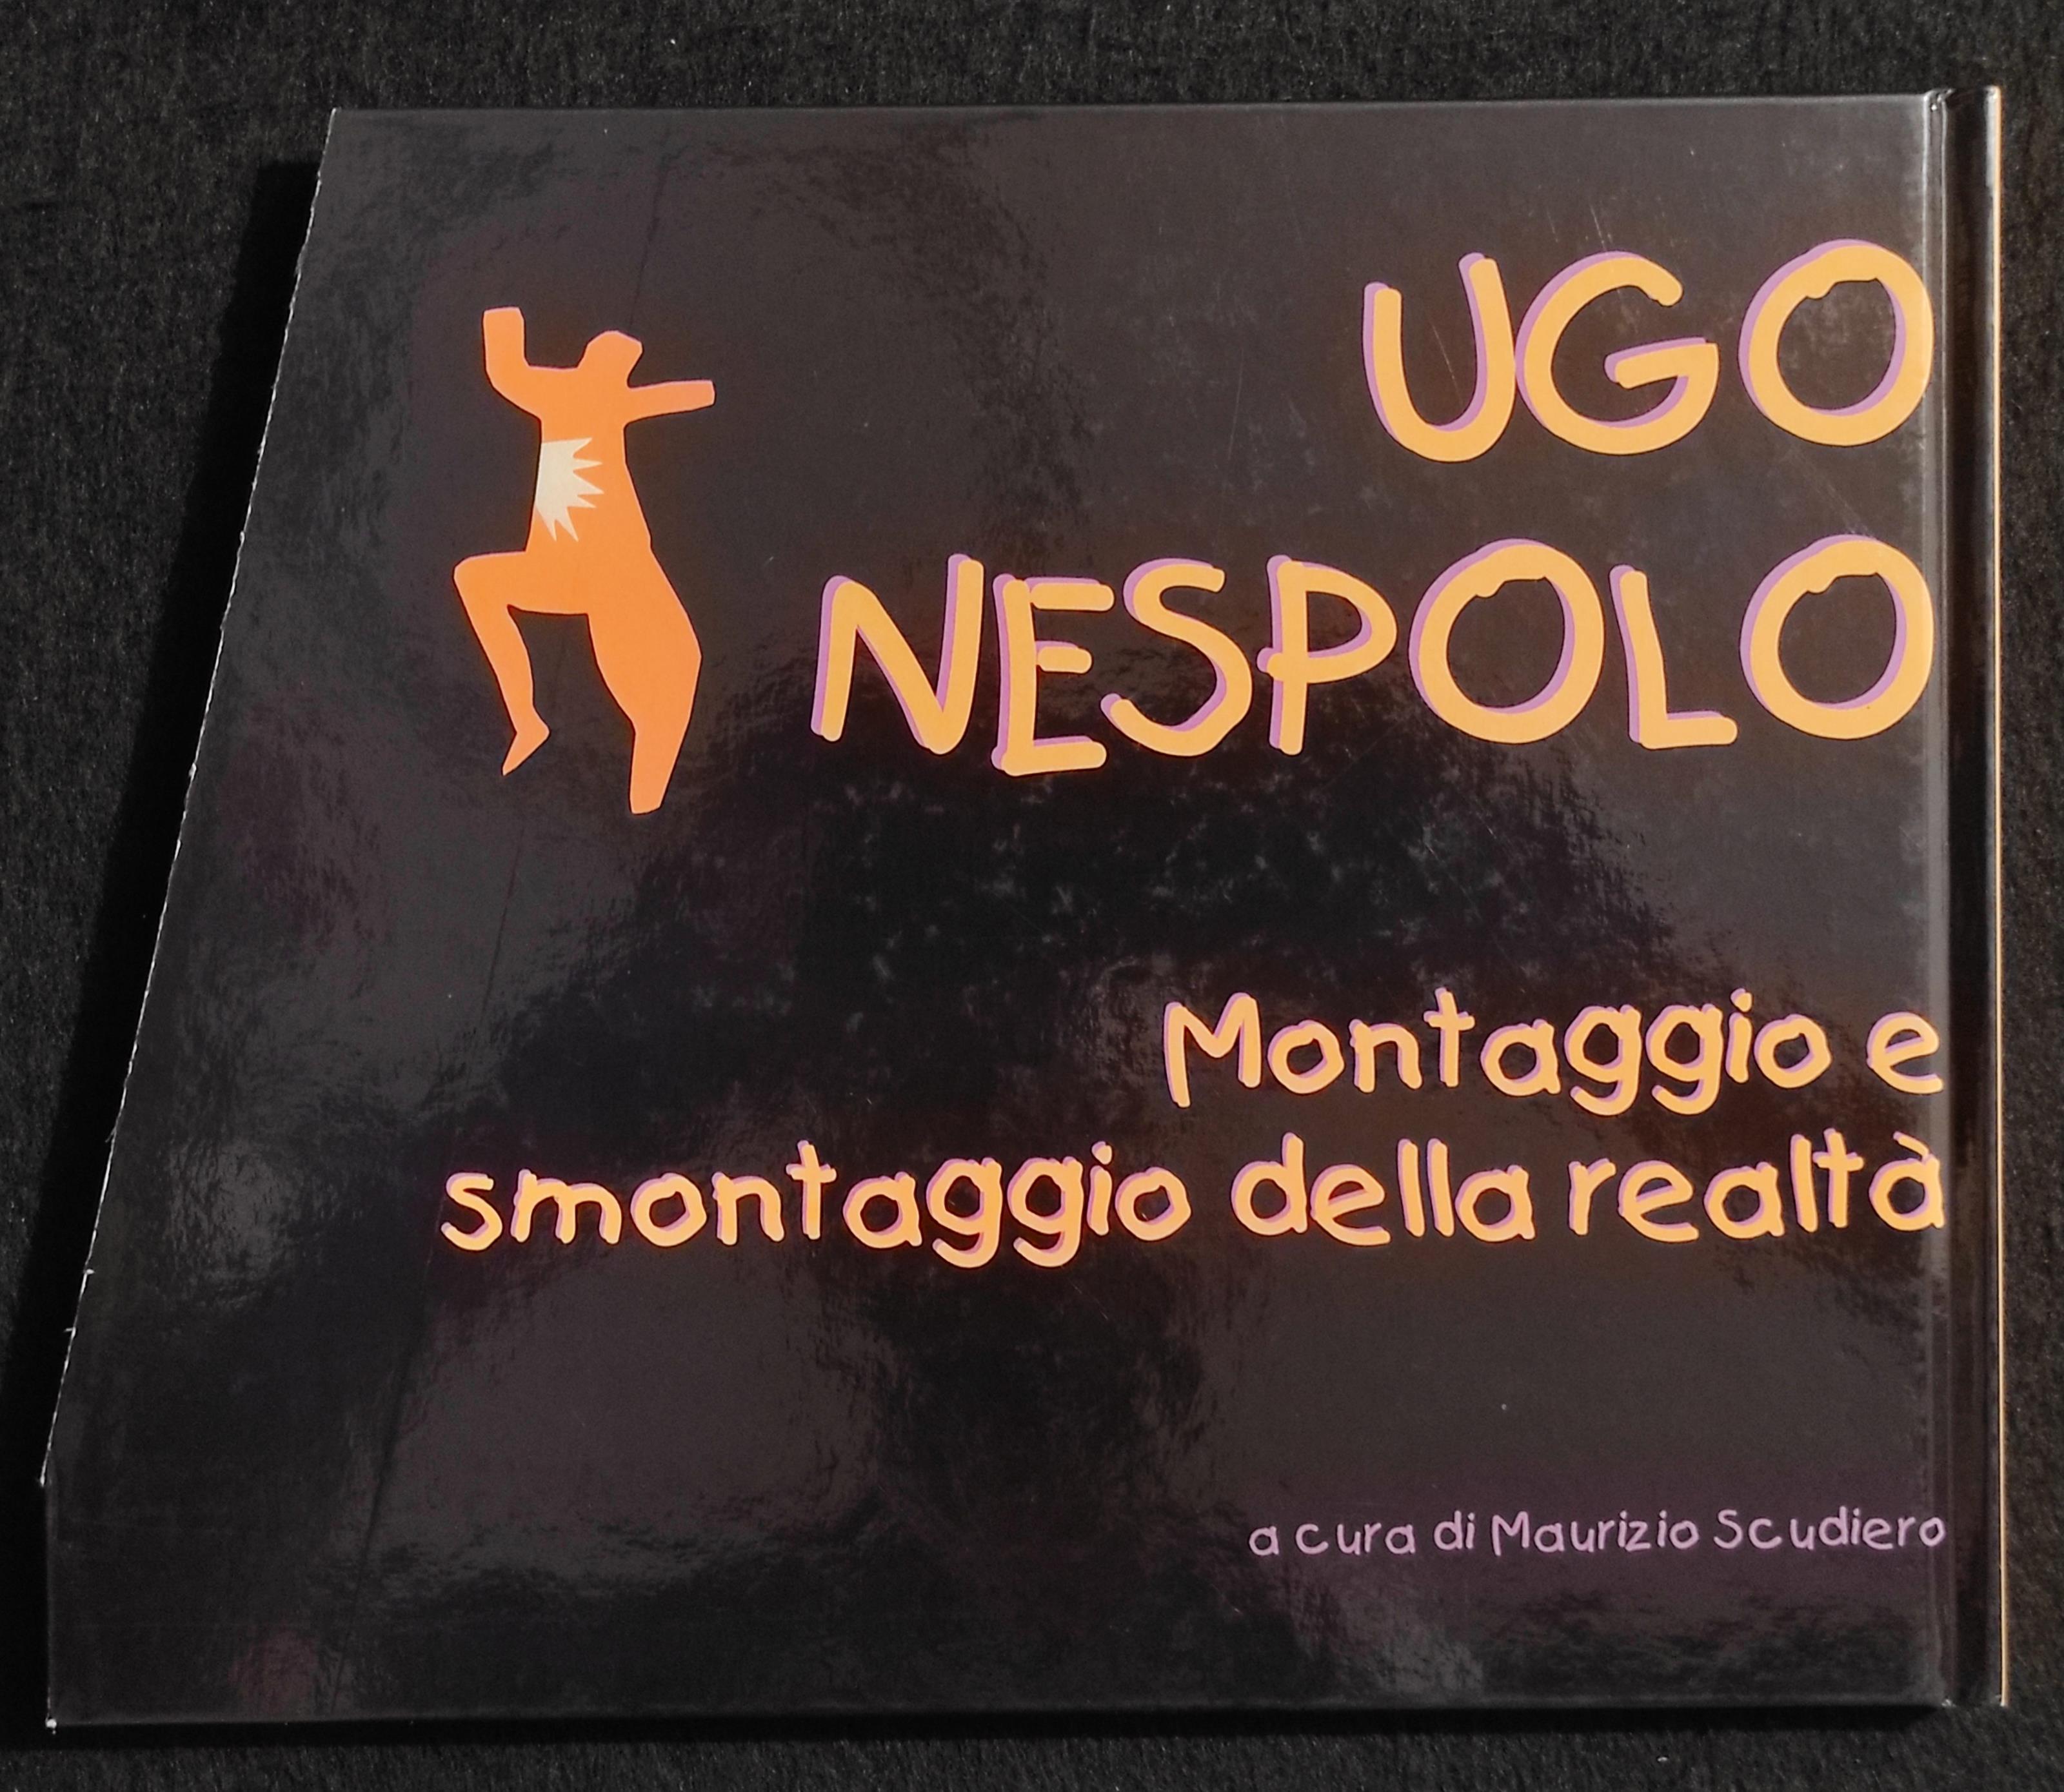 UGO
NESPOLO
Montaggio e
smontaggio della realtà
a cura di Maurizio Scudiero